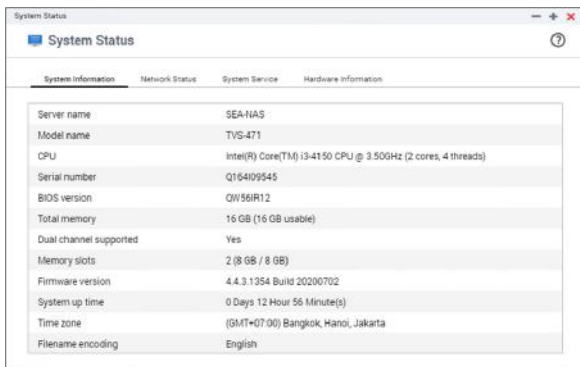 System Status
System Status
System Information Network Status System Service Hardware Information
Server name SEA-NAS
Model name TVS-471
CPU Intel(R) Core(TM) i3-4150 CPU @ 3.50GHz (2 cores, 4 threads)
Serial number Q164I09545
BIOS version QW56IR12
Total memory 16 GB (16 GB usable)
Dual channel supported Yes
Memory slots 2 (8 GB / 8 GB)
Firmware version 4.4.3.1354 Build 20200702
System up time 0 Days 12 Hour 56 Minute(s)
Time zone (GMT+07:00) Bangkok, Hanoi, Jakarta
Filename encoding English